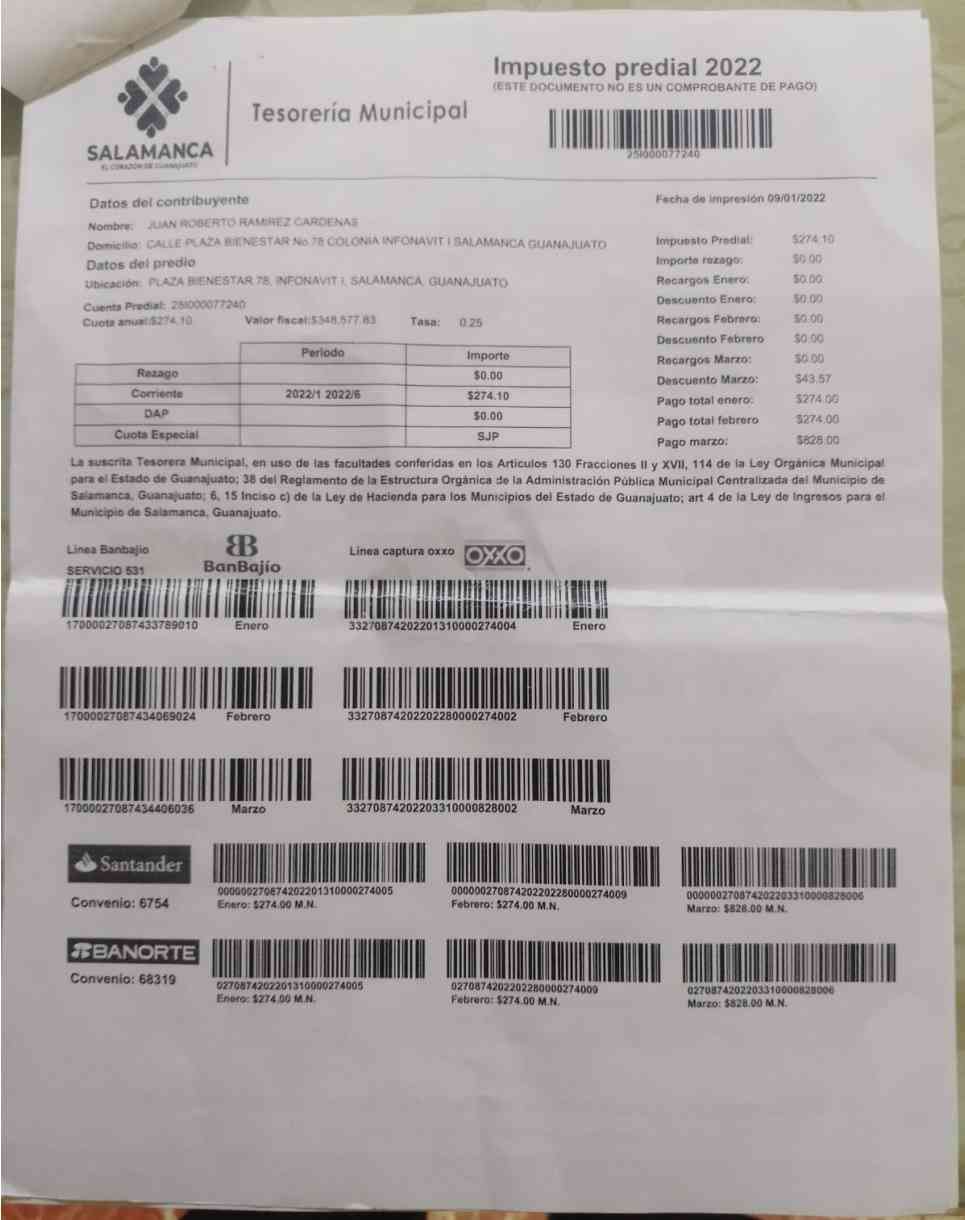 Impuesto predial 2022
(ESTE DOCUMENTO NO ES UN COMPROBANTE DE PAGO)
Tesorería Municipal
25I000077240
SALAMANCA
EL CORAZÓN DE GUANAJUATO
Datos del contribuyente
Fecha de impresión 09/01/2022
Nombre: JUAN ROBERTO RAMIREZ CARDENAS
Domicilio: CALLE PLAZA BIENESTAR No.78 COLONIA INFONAVIT I SALAMANCA GUANAJUATO
Datos del predio
Ubicación: PLAZA BIENESTAR 78, INFONAVIT I, SALAMANCA, GUANAJUATO
Cuenta Predial: 25I000077240
Cuota anual:$274.10 Valor fiscal:$348,577.83 Tasa: 0.25
Impuesto Predial: $274.10
Importe rezago: $0.00
Recargos Enero: $0.00
Descuento Enero: $0.00
Recargos Febrero: $0.00
Descuento Febrero $0.00
Recargos Marzo: $0.00
Descuento Marzo: $43.57
Pago total enero: $274.00
Pago total febrero $274.00
Pago marzo: $828.00
Periodo Importe
Rezago $0.00
Corriente 2022/1 2022/6 $274.10
DAP $0.00
Cuota Especial SJP
La suscrita Tesorera Municipal, en uso de las facultades conferidas en los Articulos 130 Fracciones II y XVII, 114 de la Ley Orgánica Municipal
para el Estado de Guanajuato; 38 del Reglamento de la Estructura Orgánica de la Administración Pública Municipal Centralizada del Municipio de
Salamanca, Guanajuato; 6, 15 Inciso c) de la Ley de Hacienda para los Municipios del Estado de Guanajuato; art 4 de la Ley de Ingresos para el
Municipio de Salamanca, Guanajuato.
Linea Banbajio BanBajío Linea captura oxxo OXXO
SERVICIO 531
17000027087433789010 Enero 33270874202201310000274004 Enero
17000027087434069024 Febrero 33270874202202280000274002 Febrero
17000027087434406036 Marzo 33270874202203310000828002 Marzo
Santander
Convenio: 6754
00000027087420220131000​0274005 00000027087420220228000​0274009 00000027087420220331000​0828006
Enero: $274.00 M.N. Febrero: $274.00 M.N. Marzo: $828.00 M.N.
BANORTE
Convenio: 68319
0270874202201310000274005 0270874202202280000274009 0270874202203310000828006
Enero: $274.00 M.N. Febrero: $274.00 M.N. Marzo: $828.00 M.N.